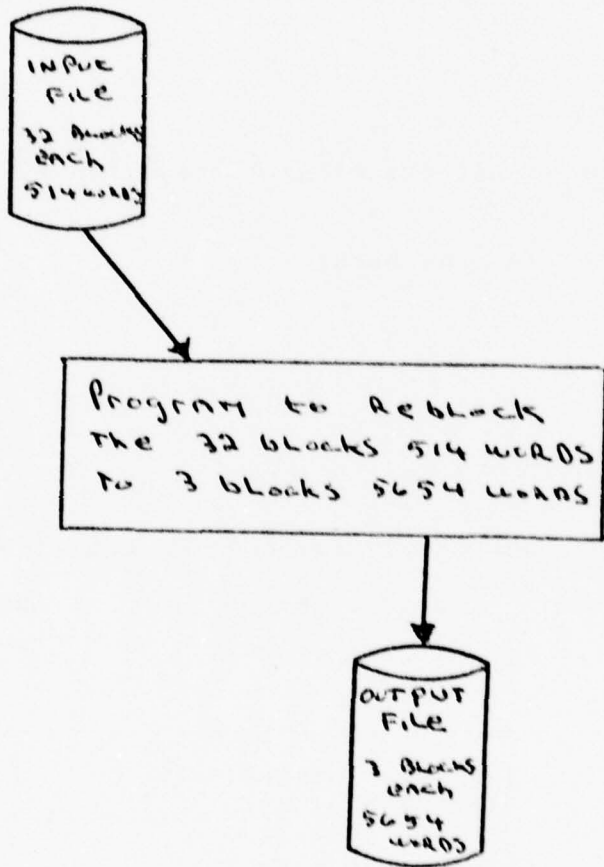 INPUT
FILE
32 Blocks
each
514 WORDS
Program to Reblock
The 32 blocks 514 WORDS
To 3 blocks 5654 WORDS
OUTPUT
FILE
3 Blocks
each
5654
WORDS